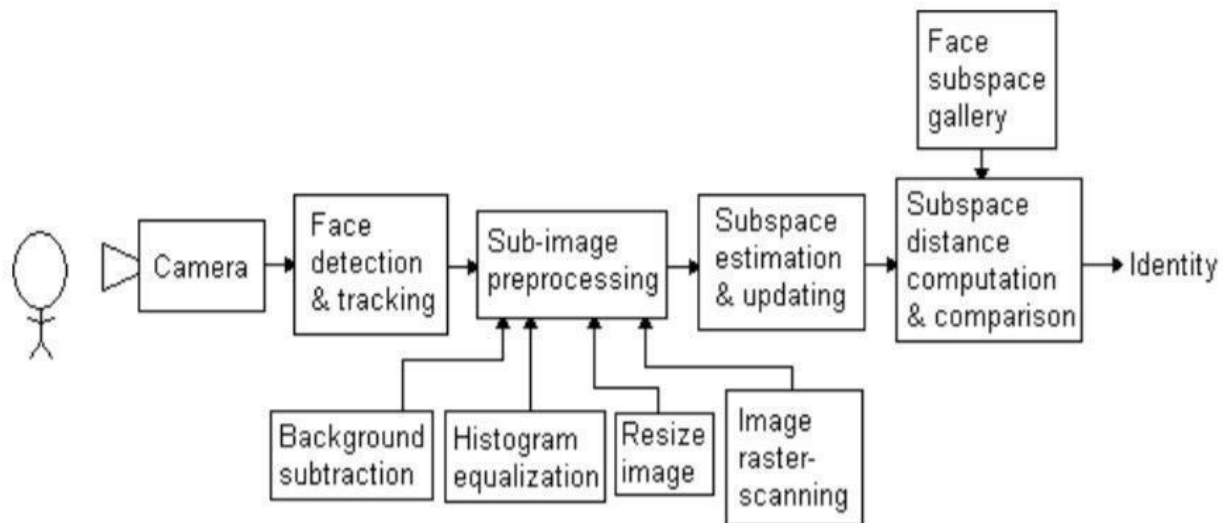 Face
subspace
gallery
Camera
Face
detection
& tracking
Sub-image
preprocessing
Subspace
estimation
& updating
Subspace
distance
computation
& comparison
Identity
Background
subtraction
Histogram
equalization
Resize
image
Image
raster-
scanning